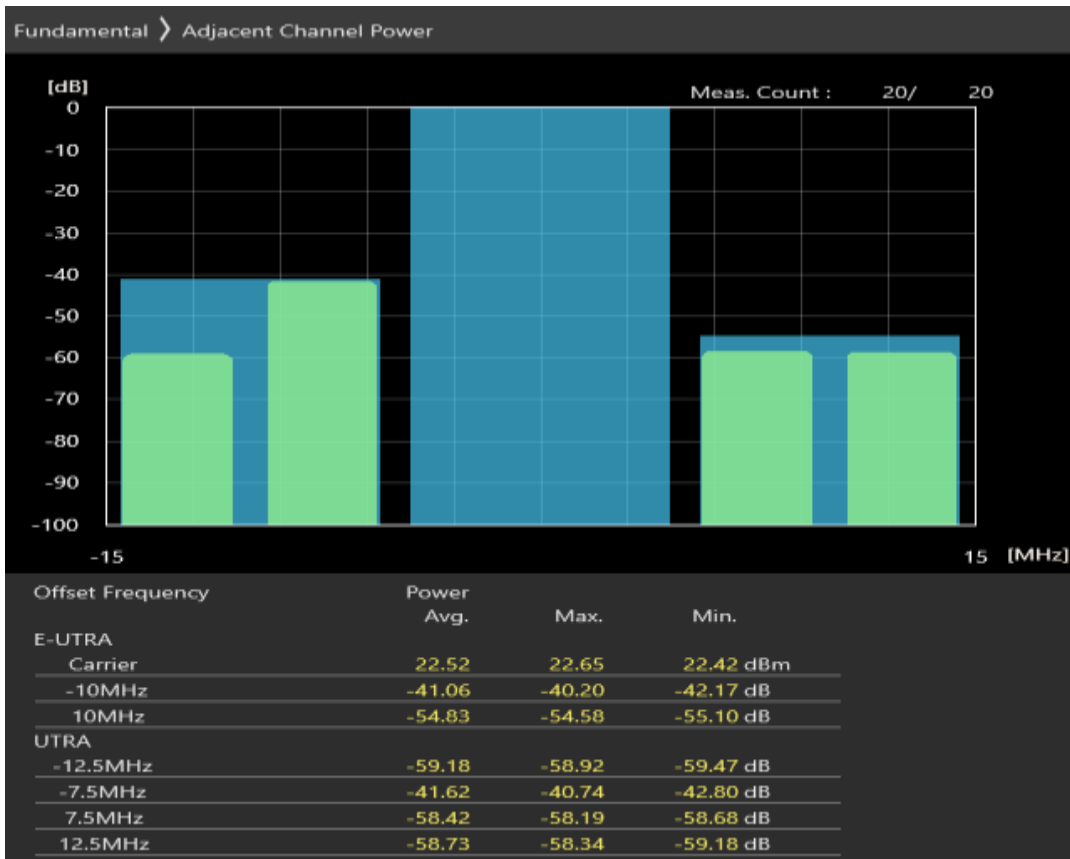 Fundamental ❯ Adjacent Channel Power
[dB]
Meas. Count : 20/ 20
0
-10
-20
-30
-40
-50
-60
-70
-80
-90
-100
-15 15 [MHz]
Offset Frequency Power
Avg. Max. Min.
E-UTRA
Carrier 22.52 22.65 22.42 dBm
-10MHz -41.06 -40.20 -42.17 dB
10MHz -54.83 -54.58 -55.10 dB
UTRA
-12.5MHz -59.18 -58.92 -59.47 dB
-7.5MHz -41.62 -40.74 -42.80 dB
7.5MHz -58.42 -58.19 -58.68 dB
12.5MHz -58.73 -58.34 -59.18 dB